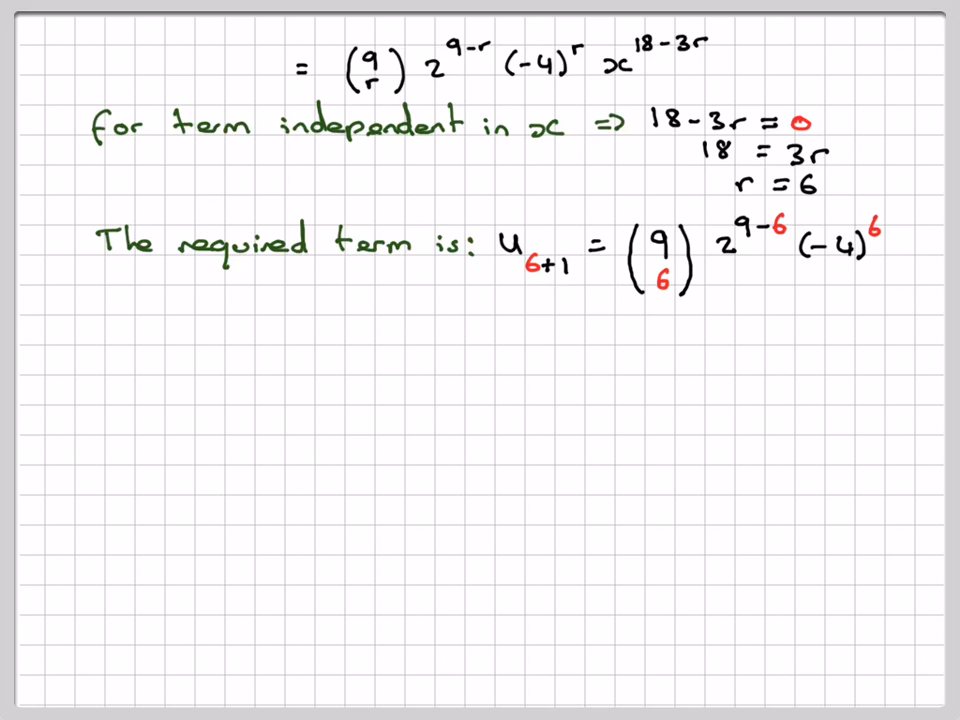 = (9 r) 2^{9-r} (-4)^r x^{18-3r}
for term independent in x => 18 - 3r = 0
18 = 3r
r = 6
The required term is: u_{6+1} = (9 6) 2^{9-6} (-4)^6